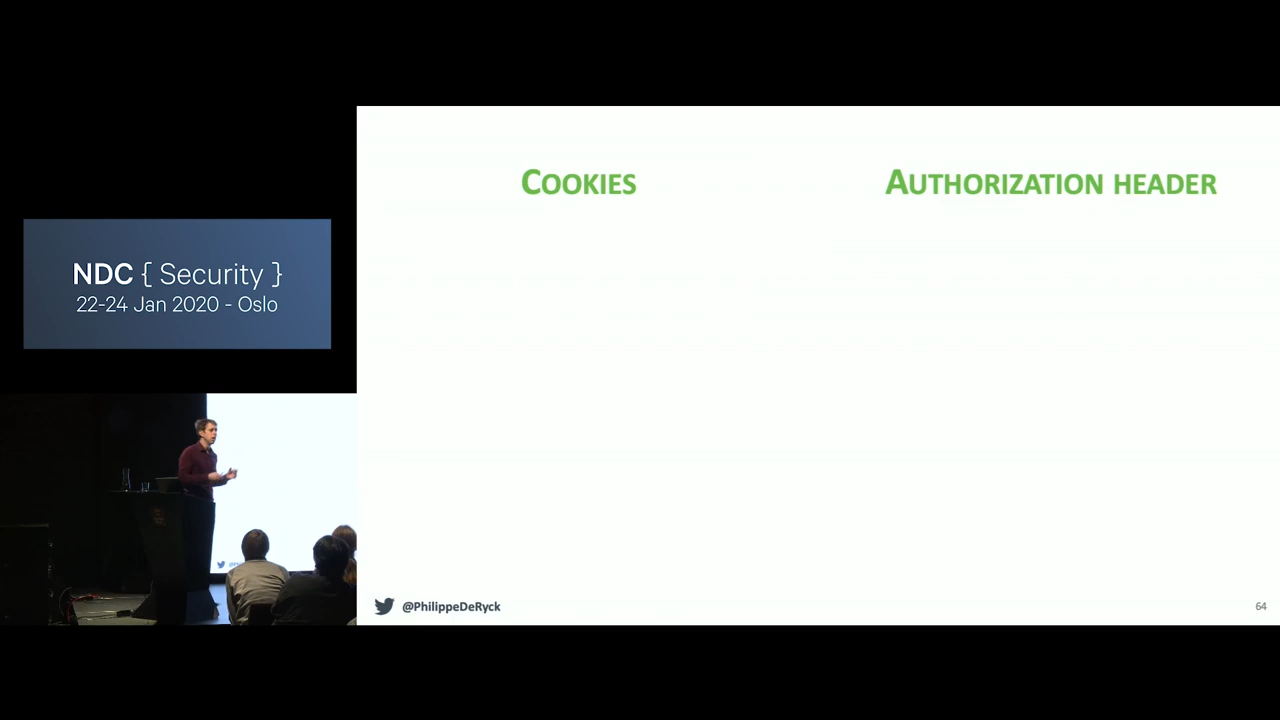 NDC { Security }
22-24 Jan 2020 - Oslo
COOKIES
AUTHORIZATION HEADER
@PhilippeDeRyck
64